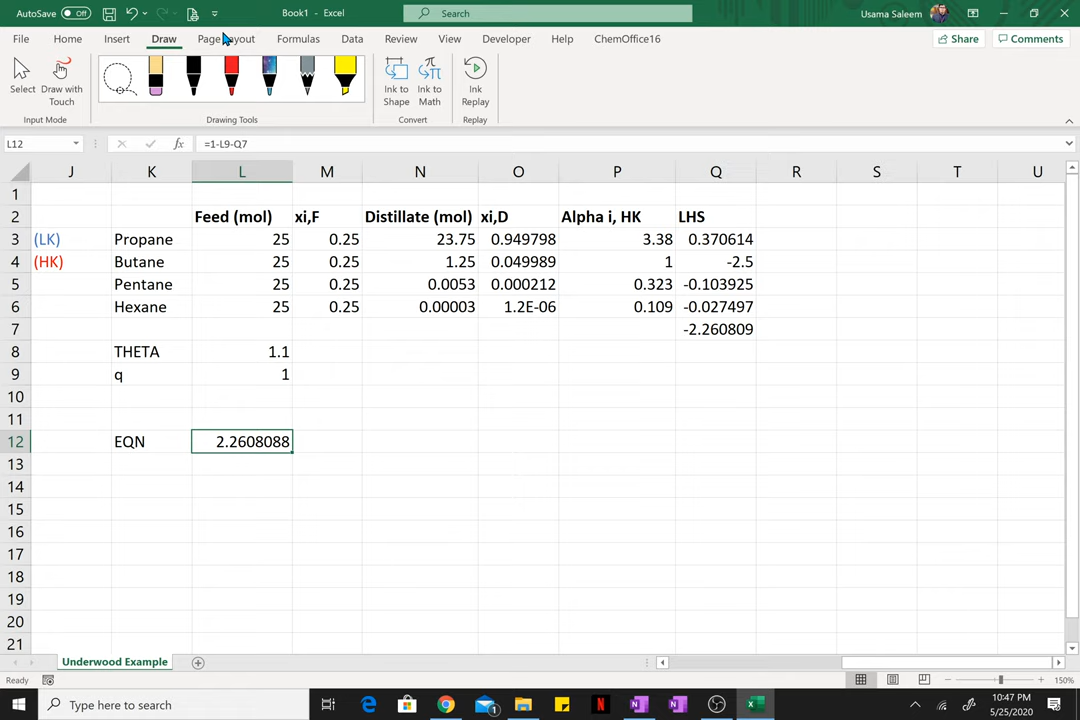 AutoSave Off Book1 - Excel Search Usama Saleem
File Home Insert Draw Page Layout Formulas Data Review View Developer Help ChemOffice16 Share Comments
Select Draw with Touch Ink to Shape Ink to Math Ink Replay
Input Mode Drawing Tools Convert Replay
L12 fx =1-L9-Q7
J K L M N O P Q R S T U
1
2 Feed (mol) xi,F Distillate (mol) xi,D Alpha i, HK LHS
3 (LK) Propane 25 0.25 23.75 0.949798 3.38 0.370614
4 (HK) Butane 25 0.25 1.25 0.049989 1 -2.5
5 Pentane 25 0.25 0.0053 0.000212 0.323 -0.103925
6 Hexane 25 0.25 0.00003 1.2E-06 0.109 -0.027497
7 -2.260809
8 THETA 1.1
9 q 1
10
11
12 EQN 2.2608088
13
14
15
16
17
18
19
20
21
Underwood Example
Ready 150%
Type here to search 1 10:47 PM
5/25/2020